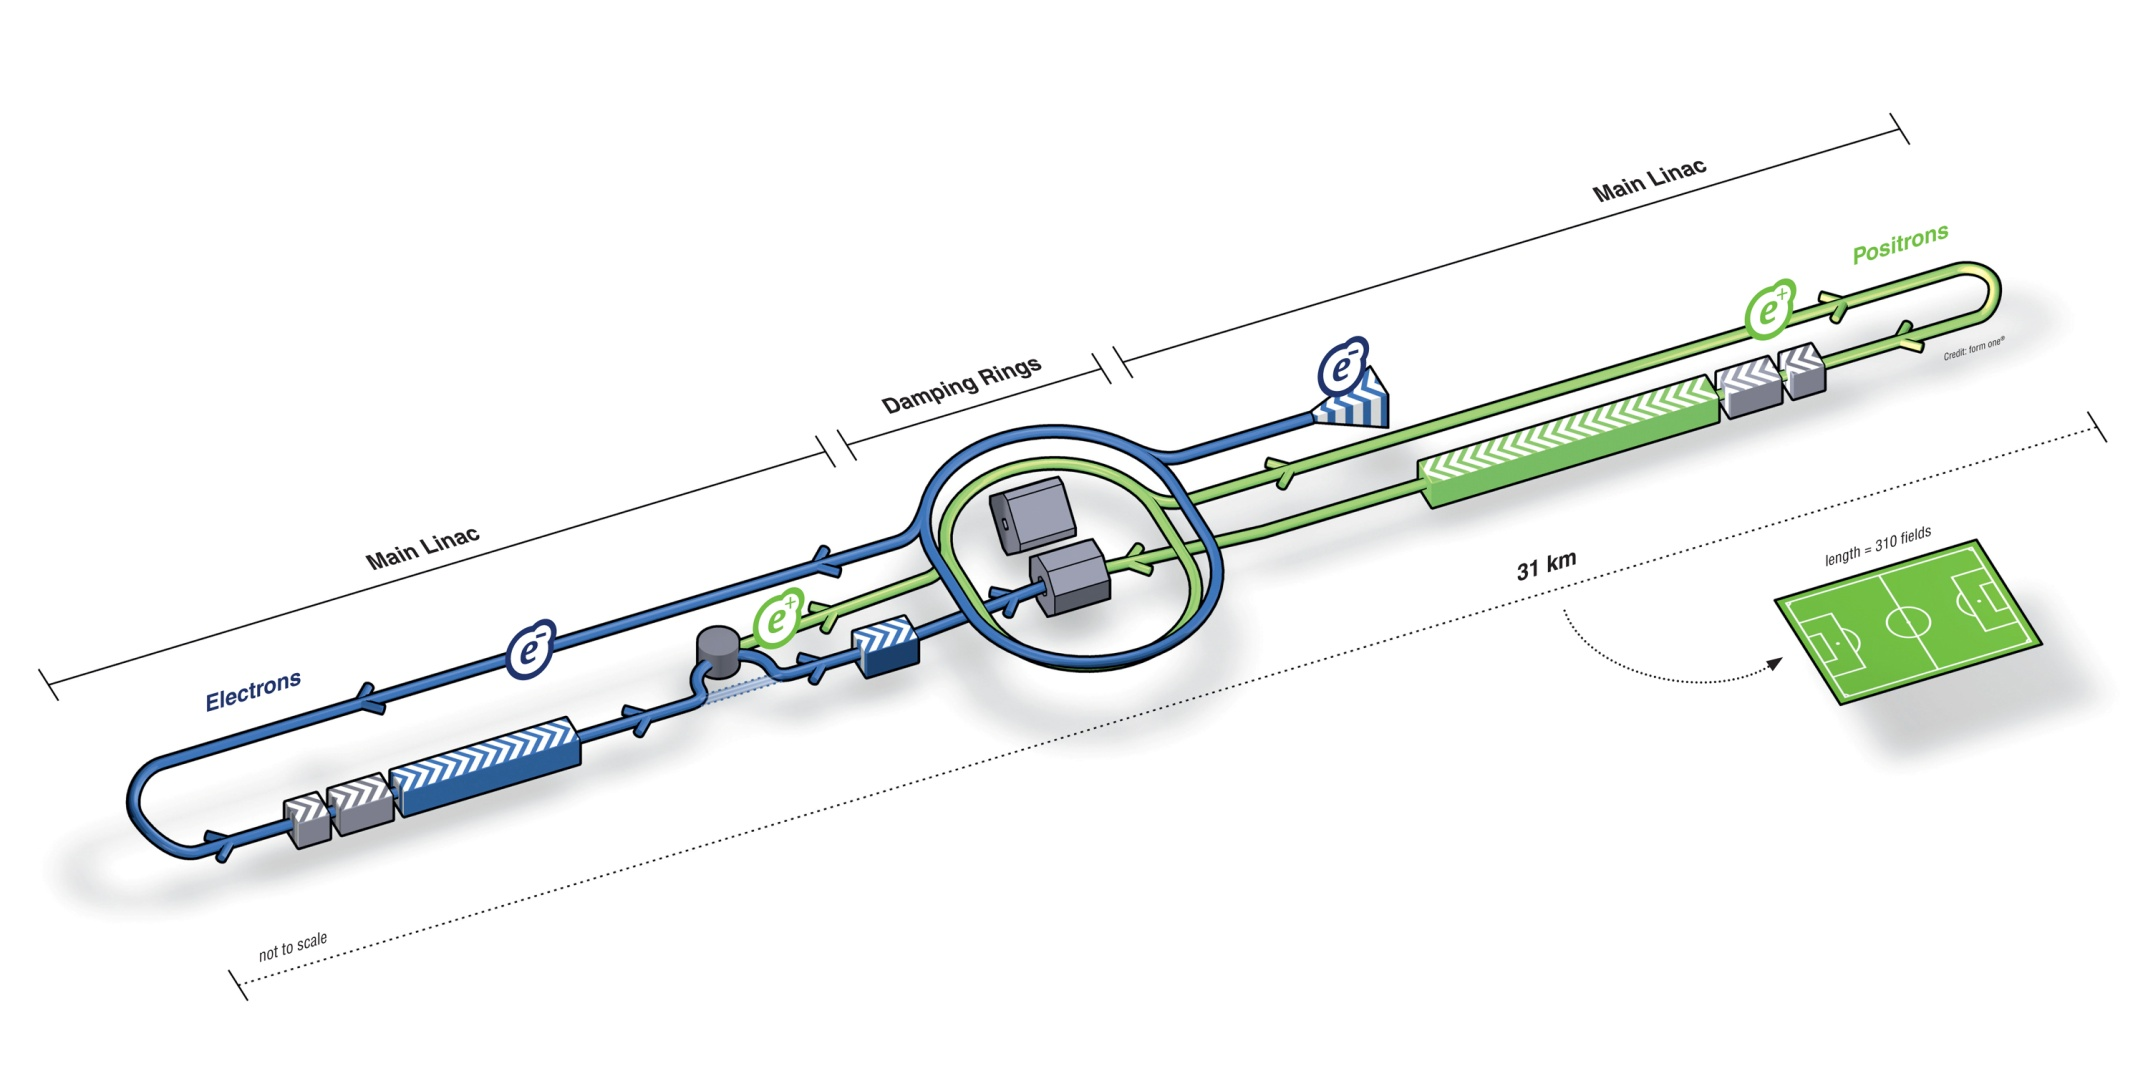 Main Linac
Positrons
e+
Credit: form one®
e-
Damping Rings
Main Linac
31 km
length = 310 fields
e+
e-
Electrons
not to scale